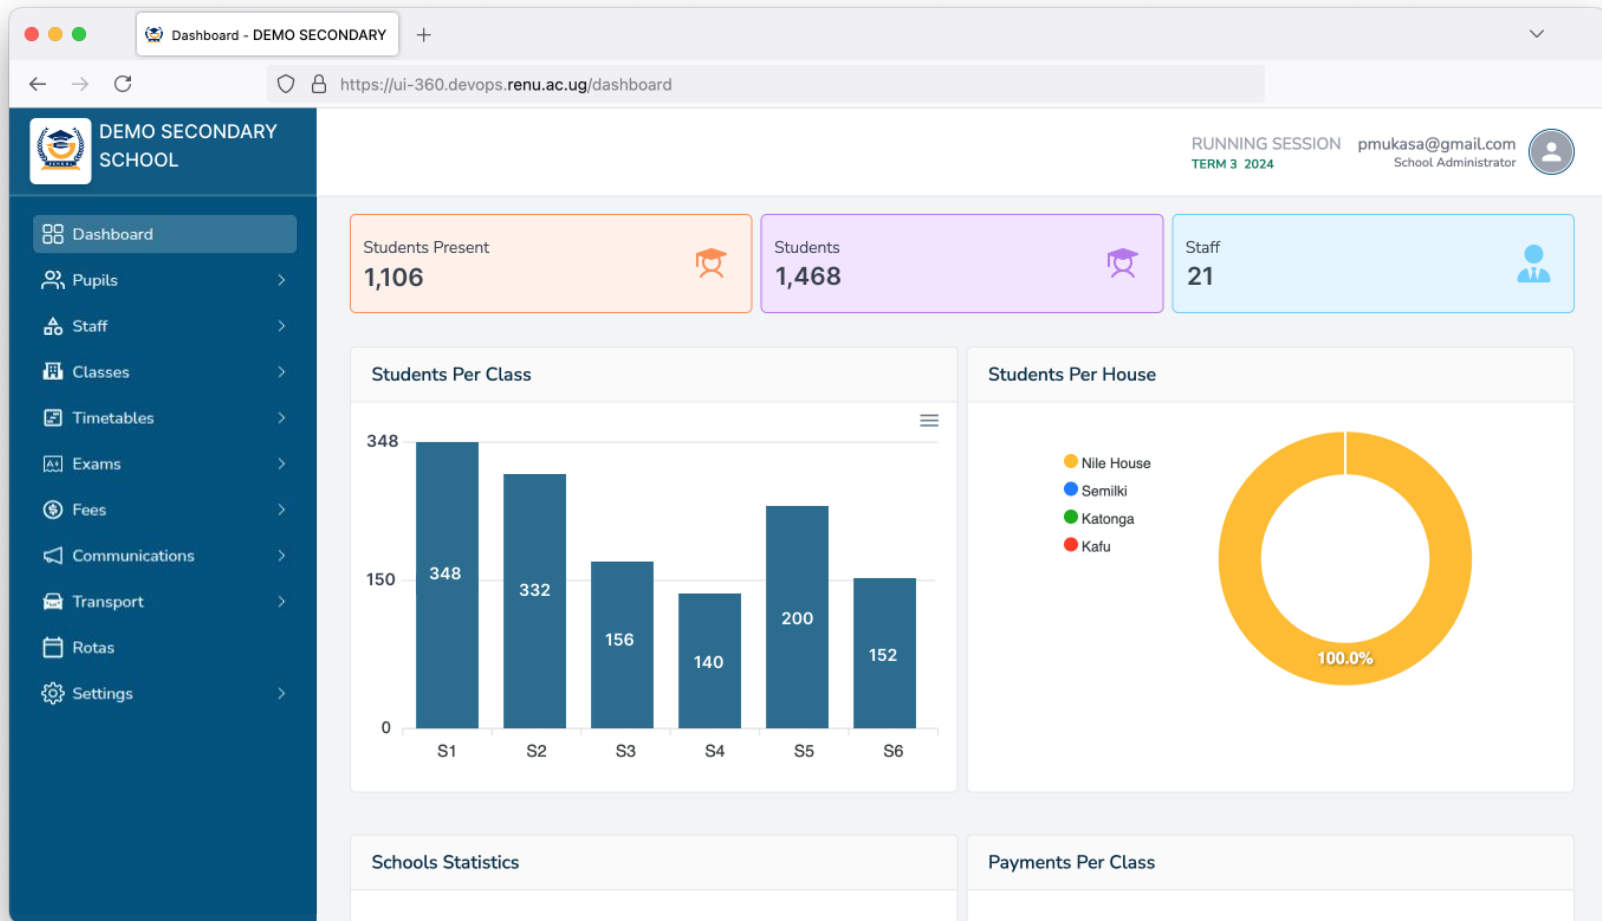 Dashboard - DEMO SECONDARY
https://ui-360.devops.renu.ac.ug/dashboard
DEMO SECONDARY
SCHOOL
RUNNING SESSION
TERM 3 2024
pmukasa@gmail.com
School Administrator
Dashboard
Pupils
Staff
Classes
Timetables
Exams
Fees
Communications
Transport
Rotas
Settings
Students Present
1,106
Students
1,468
Staff
21
Students Per Class
348
150
0
348
332
156
140
200
152
S1 S2 S3 S4 S5 S6
Students Per House
Nile House
Semilki
Katonga
Kafu
100.0%
Schools Statistics
Payments Per Class